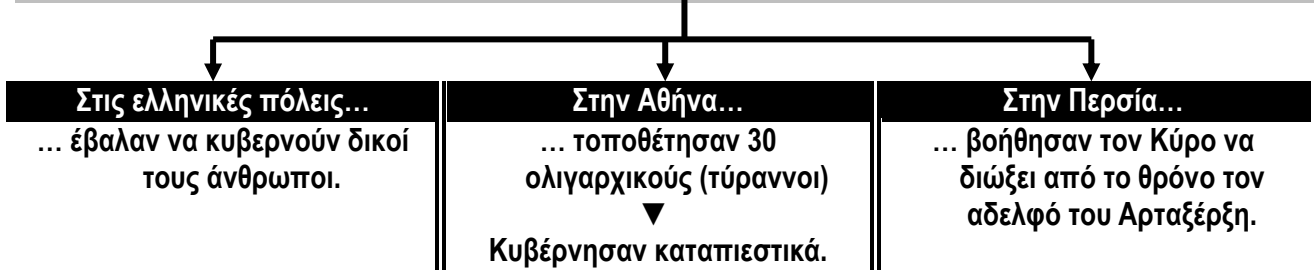 Στις ελληνικές πόλεις…
… έβαλαν να κυβερνούν δικοί
τους άνθρωποι.
Στην Αθήνα…
… τοποθέτησαν 30
ολιγαρχικούς (τύραννοι)
▼
Κυβέρνησαν καταπιεστικά.
Στην Περσία…
… βοήθησαν τον Κύρο να
διώξει από το θρόνο τον
αδελφό του Αρταξέρξη.